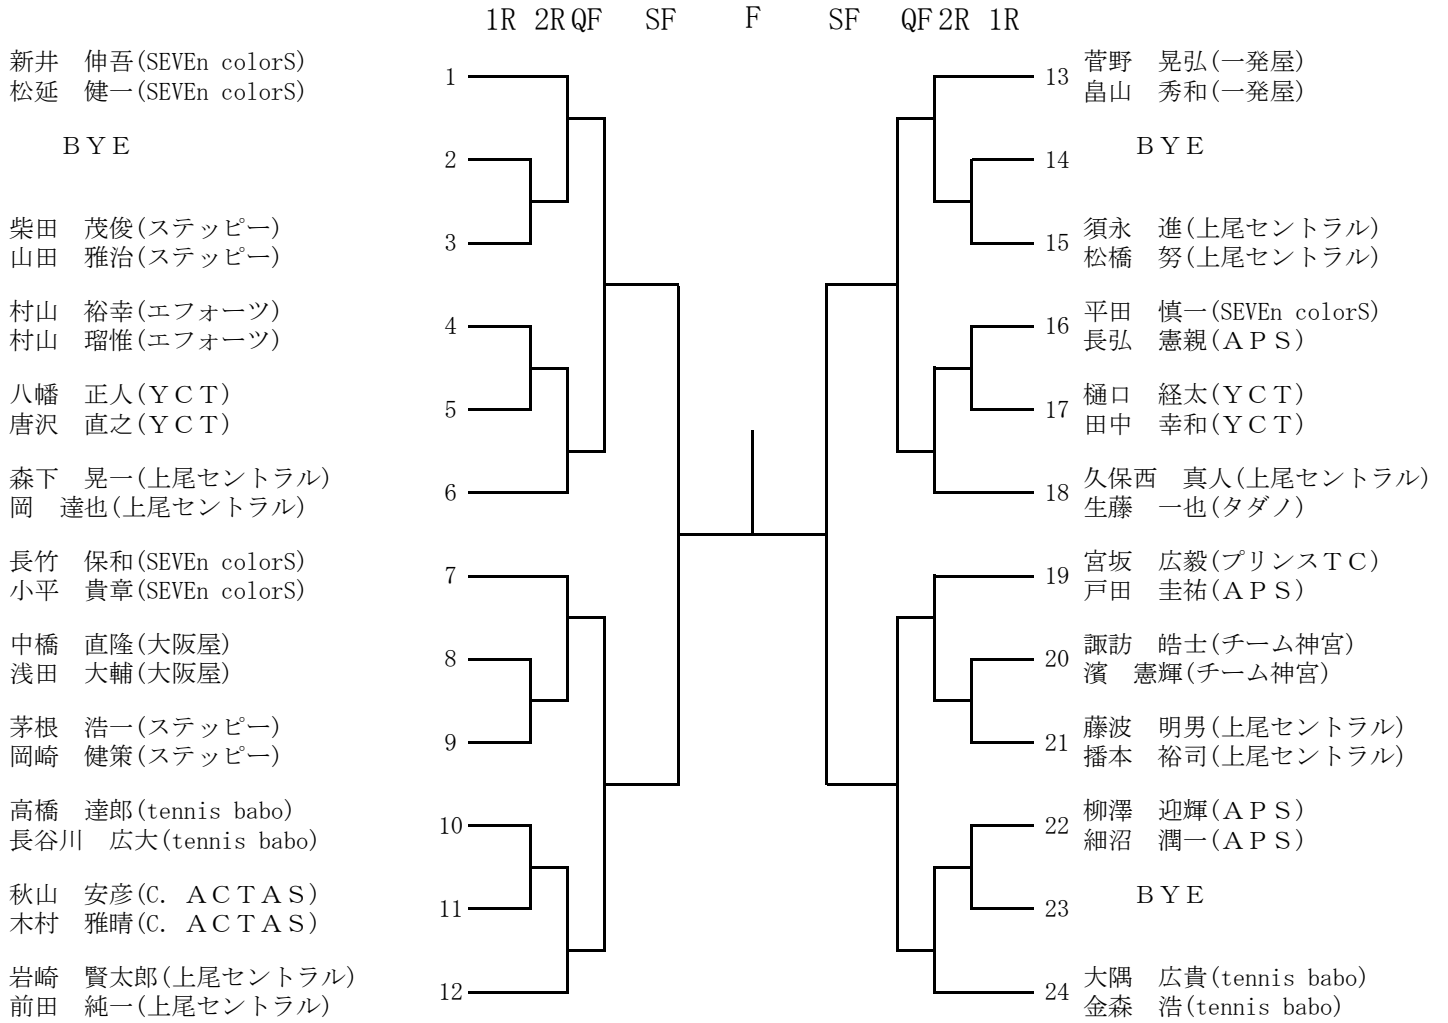 1R 2R QF SF F SF QF 2R 1R
新井　伸吾(SEVEn colorS)
松延　健一(SEVEn colorS)
1
ＢＹＥ
2
柴田　茂俊(ステッピー)
山田　雅治(ステッピー)
3
村山　裕幸(エフォーツ)
村山　瑠惟(エフォーツ)
4
八幡　正人(ＹＣＴ)
唐沢　直之(ＹＣＴ)
5
森下　晃一(上尾セントラル)
岡　達也(上尾セントラル)
6
長竹　保和(SEVEn colorS)
小平　貴章(SEVEn colorS)
7
中橋　直隆(大阪屋)
浅田　大輔(大阪屋)
8
茅根　浩一(ステッピー)
岡崎　健策(ステッピー)
9
高橋　達郎(tennis babo)
長谷川　広大(tennis babo)
10
秋山　安彦(C. ＡＣＴＡＳ)
木村　雅晴(C. ＡＣＴＡＳ)
11
岩崎　賢太郎(上尾セントラル)
前田　純一(上尾セントラル)
12
13
菅野　晃弘(一発屋)
畠山　秀和(一発屋)
14
ＢＹＥ
15
須永　進(上尾セントラル)
松橋　努(上尾セントラル)
16
平田　慎一(SEVEn colorS)
長弘　憲親(ＡＰＳ)
17
樋口　経太(ＹＣＴ)
田中　幸和(ＹＣＴ)
18
久保西　真人(上尾セントラル)
生藤　一也(タダノ)
19
宮坂　広毅(プリンスＴＣ)
戸田　圭祐(ＡＰＳ)
20
諏訪　皓士(チーム神宮)
濱　憲輝(チーム神宮)
21
藤波　明男(上尾セントラル)
播本　裕司(上尾セントラル)
22
柳澤　迎輝(ＡＰＳ)
細沼　潤一(ＡＰＳ)
23
ＢＹＥ
24
大隅　広貴(tennis babo)
金森　浩(tennis babo)